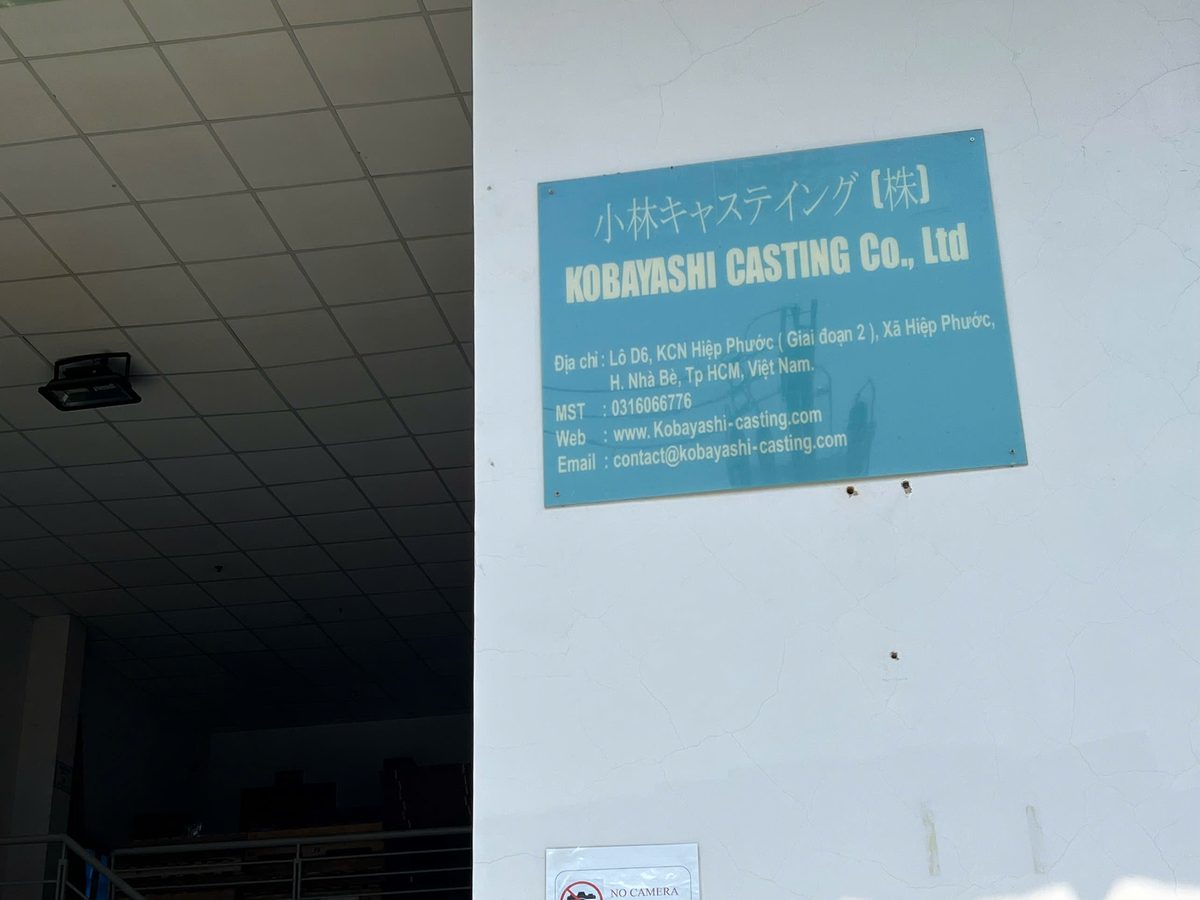 小林キャステイング (株)
KOBAYASHI CASTING Co., Ltd
Địa chỉ : Lô D6, KCN Hiệp Phước ( Giai đoạn 2 ), Xã Hiệp Phước,
H. Nhà Bè, Tp HCM, Việt Nam.
MST : 0316066776
Web : www. Kobayashi-casting.com
Email : contact@kobayashi-casting.com
NO CAMERA